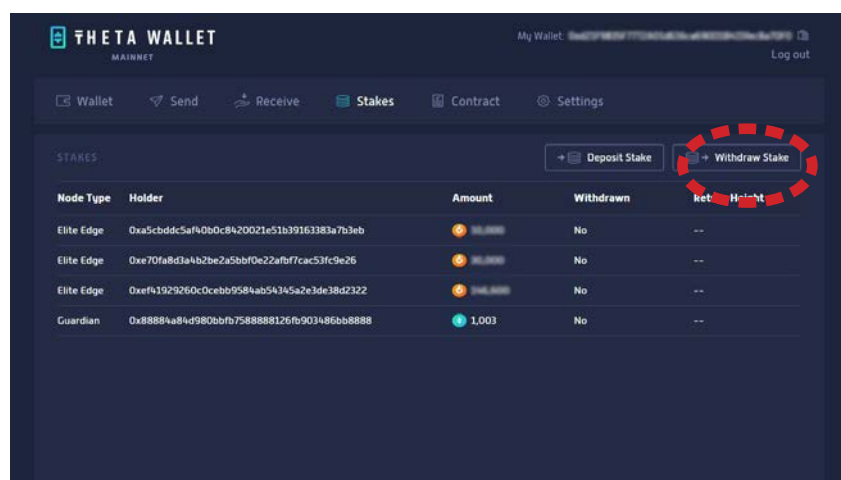 THETA WALLET
MAINNET
My Wallet:
Log out
Wallet Send Receive Stakes Contract Settings
STAKES
Deposit Stake Withdraw Stake
Node Type Holder Amount Withdrawn Return Height
Elite Edge 0xa5cbddc5af40b0c8420021e51b39163383a7b3eb No --
Elite Edge 0xe70fa8d3a4b2be2a5bbf0e22afbf7cac53fc9e26 No --
Elite Edge 0xef41929260c0cebb9584ab54345a2e3de38d2322 No --
Guardian 0x88884a84d980bbfb7588888126fb903486bb8888 1,003 No --